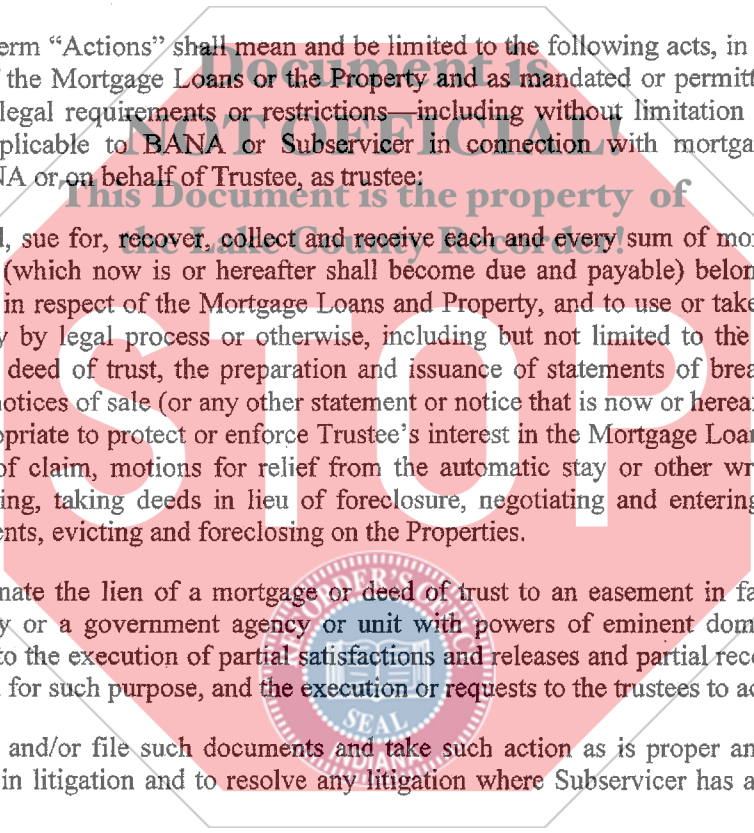 erm “Actions” shall mean and be limited to the following acts, in
f the Mortgage Loans or the Property and as mandated or permitt
legal requirements or restrictions—including without limitation
plicable to BANA or Subservicer in connection with mortga
NA or on behalf of Trustee, as trustee:
Document is
NOT OFFICIAL!
This Document is the property of
the Lake County Recorder!
l, sue for, recover, collect and receive each and every sum of mo
(which now is or hereafter shall become due and payable) belon
in respect of the Mortgage Loans and Property, and to use or take
y by legal process or otherwise, including but not limited to the
deed of trust, the preparation and issuance of statements of brea
notices of sale (or any other statement or notice that is now or herea
opriate to protect or enforce Trustee’s interest in the Mortgage Loan
of claim, motions for relief from the automatic stay or other wr
ing, taking deeds in lieu of foreclosure, negotiating and entering
ents, evicting and foreclosing on the Properties.
STOP
nate the lien of a mortgage or deed of trust to an easement in fa
y or a government agency or unit with powers of eminent dom
to the execution of partial satisfactions and releases and partial reco
for such purpose, and the execution or requests to the trustees to ac
RECORDER'S OFFICE
SEAL
INDIANA
and/or file such documents and take such action as is proper an
in litigation and to resolve any litigation where Subservicer has a